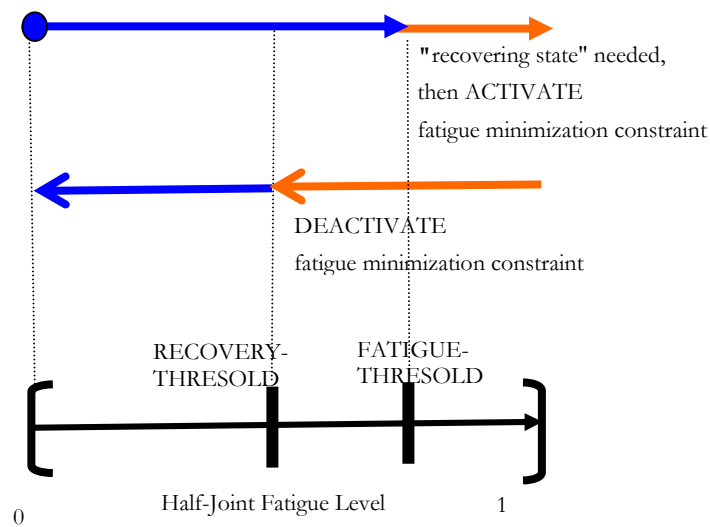 "recovering state" needed,
then ACTIVATE
fatigue minimization constraint
DEACTIVATE
fatigue minimization constraint
RECOVERY-
THRESOLD
FATIGUE-
THRESOLD
0
Half-Joint Fatigue Level
1